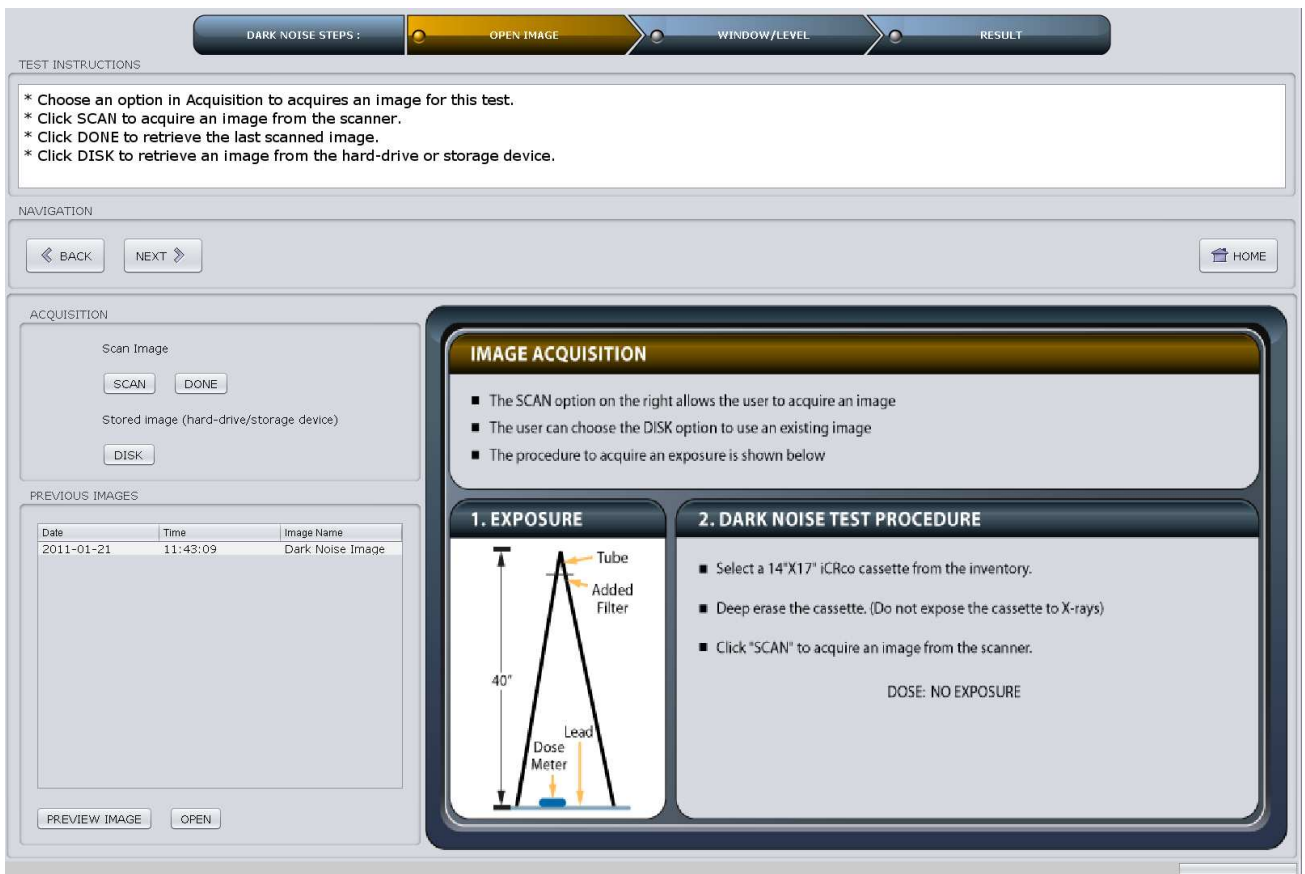 DARK NOISE STEPS :
OPEN IMAGE
WINDOW/LEVEL
RESULT
TEST INSTRUCTIONS
* Choose an option in Acquisition to acquires an image for this test.
* Click SCAN to acquire an image from the scanner.
* Click DONE to retrieve the last scanned image.
* Click DISK to retrieve an image from the hard-drive or storage device.
NAVIGATION
BACK
NEXT
HOME
ACQUISITION
Scan Image
SCAN
DONE
Stored image (hard-drive/storage device)
DISK
PREVIOUS IMAGES
Date Time Image Name
2011-01-21 11:43:09 Dark Noise Image
PREVIEW IMAGE
OPEN
IMAGE ACQUISITION
■ The SCAN option on the right allows the user to acquire an image
■ The user can choose the DISK option to use an existing image
■ The procedure to acquire an exposure is shown below
1. EXPOSURE
Tube
Added
Filter
40"
Lead
Dose
Meter
2. DARK NOISE TEST PROCEDURE
■ Select a 14"X17" iCRco cassette from the inventory.
■ Deep erase the cassette. (Do not expose the cassette to X-rays)
■ Click "SCAN" to acquire an image from the scanner.
DOSE: NO EXPOSURE